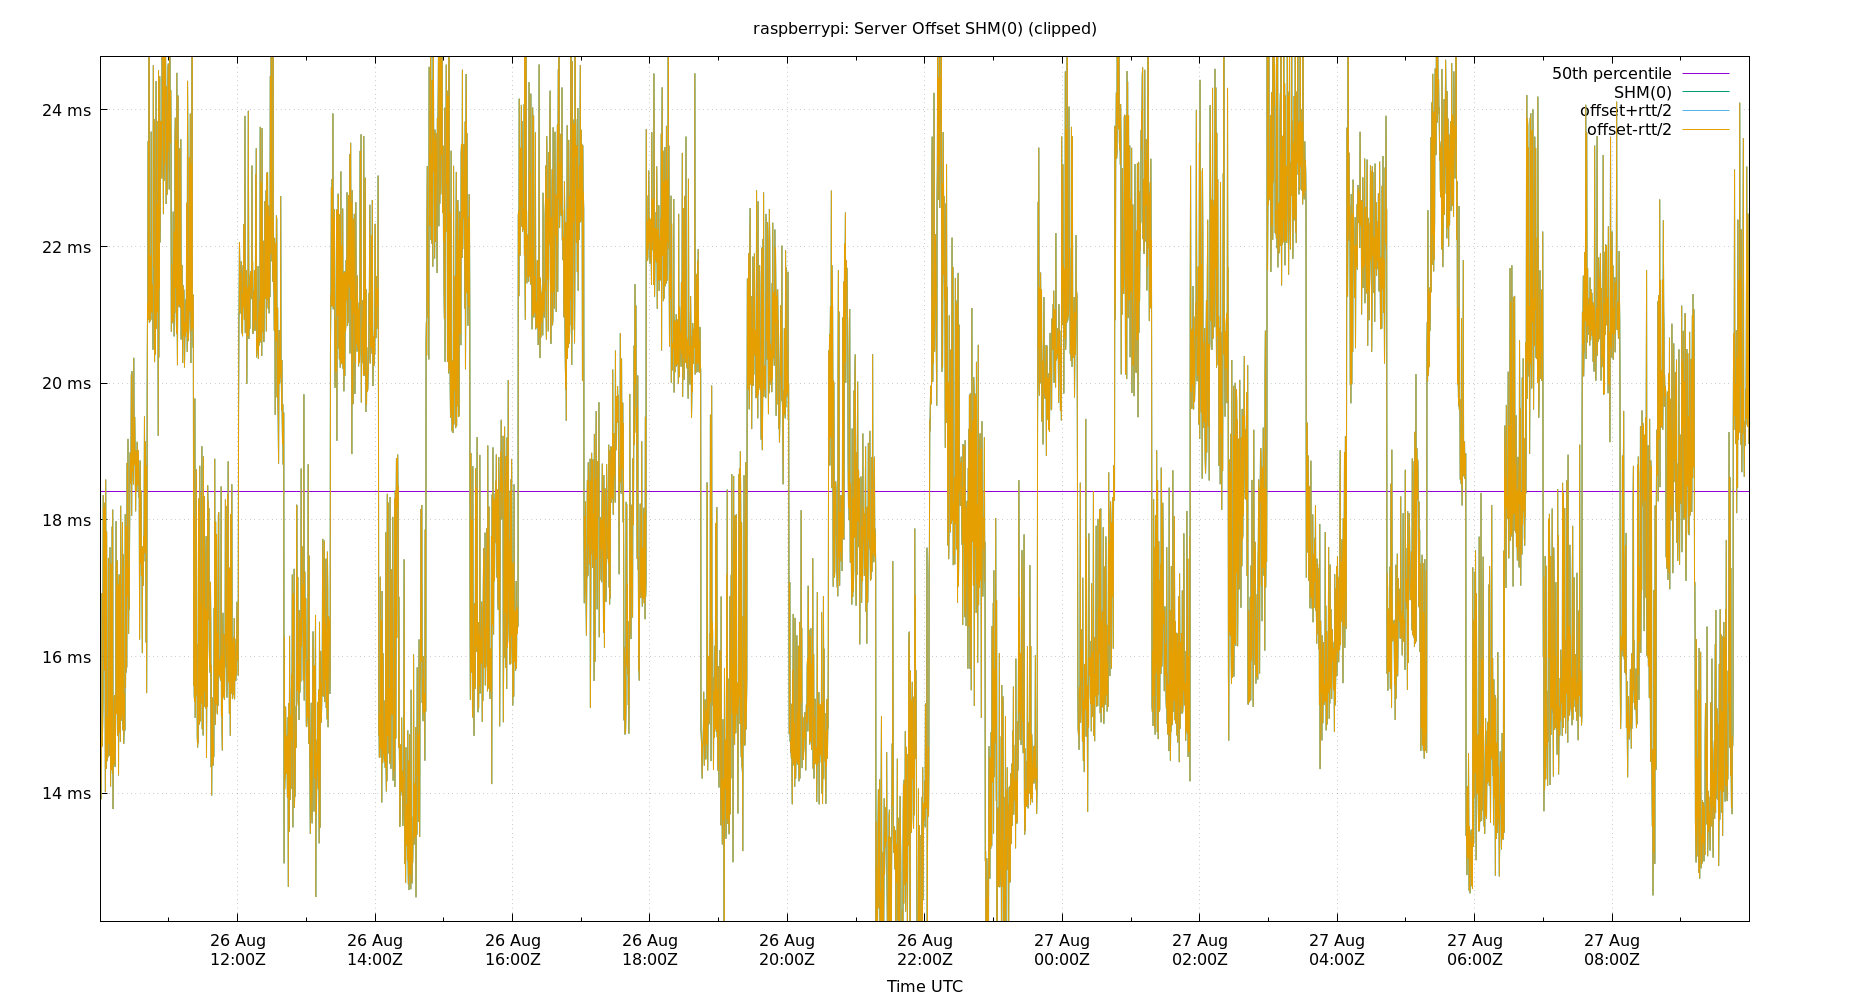 raspberrypi: Server Offset SHM(0) (clipped)
50th percentile
SHM(0)
offset+rtt/2
offset-rtt/2
24 ms
22 ms
20 ms
18 ms
16 ms
14 ms
26 Aug 26 Aug 26 Aug 26 Aug 26 Aug 26 Aug 27 Aug 27 Aug 27 Aug 27 Aug 27 Aug
12:00Z 14:00Z 16:00Z 18:00Z 20:00Z 22:00Z 00:00Z 02:00Z 04:00Z 06:00Z 08:00Z
Time UTC